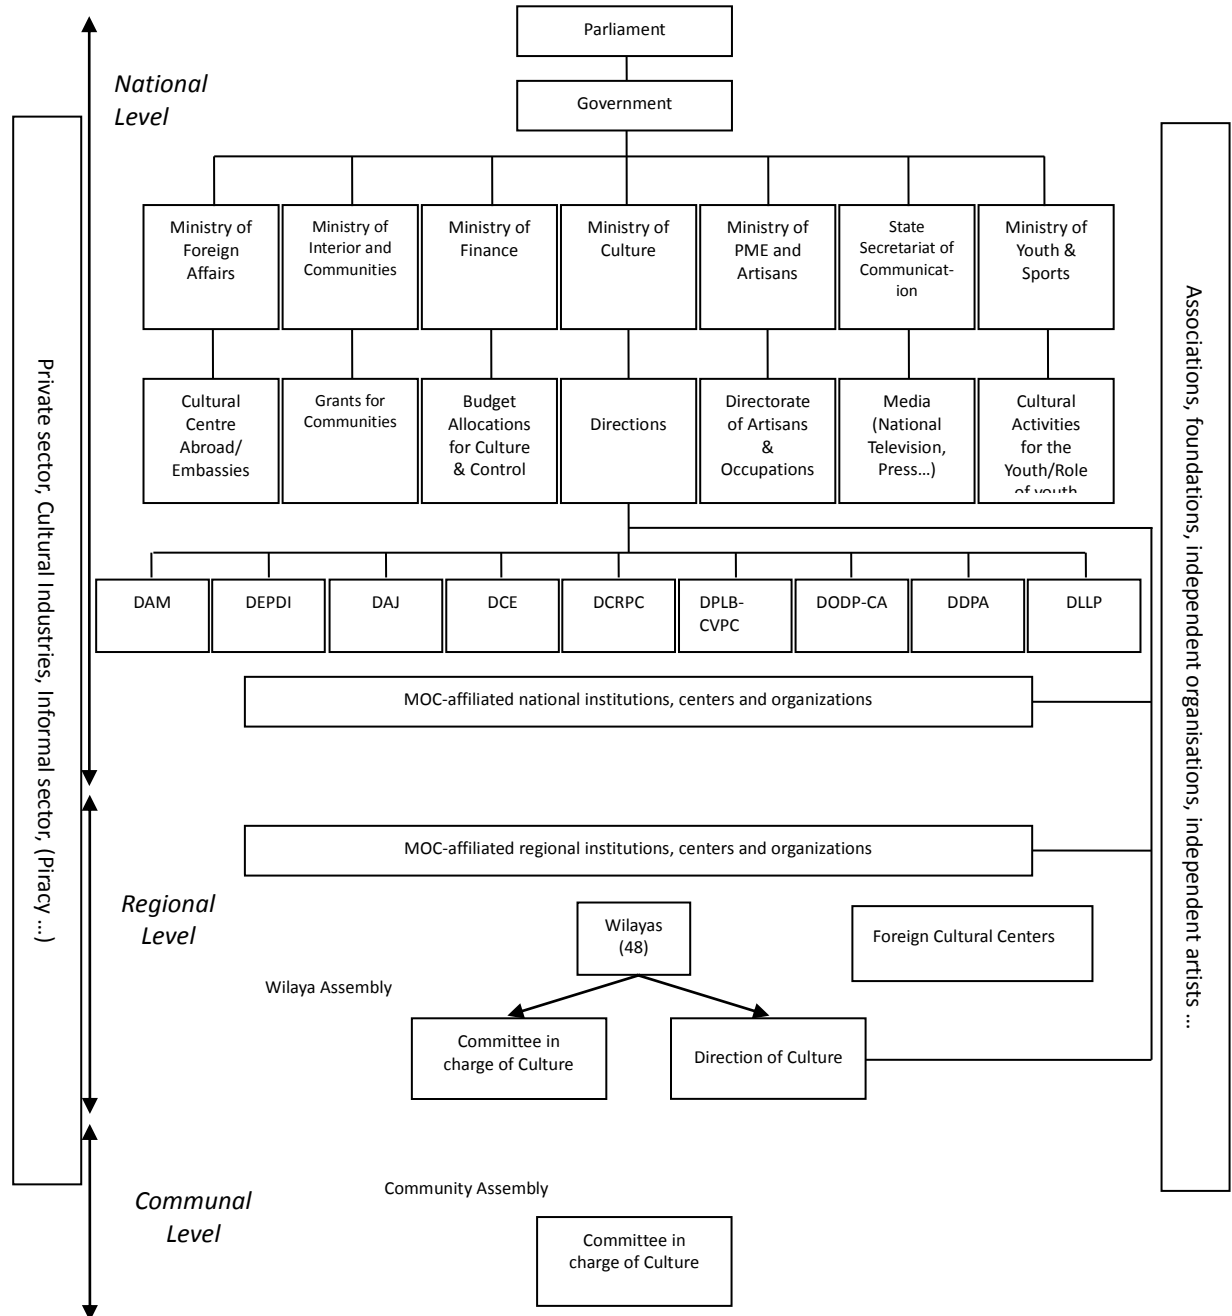 Parliament
National
Level
Government
Ministry of
Foreign
Affairs
Ministry of
Interior and
Communities
Ministry of
Finance
Ministry of
Culture
Ministry of
PME and
Artisans
State
Secretariat of
Communicat-
ion
Ministry of
Youth &
Sports
Cultural
Centre
Abroad/
Embassies
Grants for
Communities
Budget
Allocations
for Culture
& Control
Directions
Directorate
of Artisans
&
Occupations
Media
(National
Television,
Press…)
Cultural
Activities
for the
Youth/Role
of youth
DAM
DEPDI
DAJ
DCE
DCRPC
DPLB-
CVPC
DODP-CA
DDPA
DLLP
MOC-affiliated national institutions, centers and organizations
MOC-affiliated regional institutions, centers and organizations
Regional
Level
Wilayas
(48)
Foreign Cultural Centers
Wilaya Assembly
Committee in
charge of Culture
Direction of Culture
Communal
Level
Community Assembly
Committee in
charge of Culture
Private sector, Cultural Industries, Informal sector, (Piracy …)
Associations, foundations, independent organisations, independent artists …